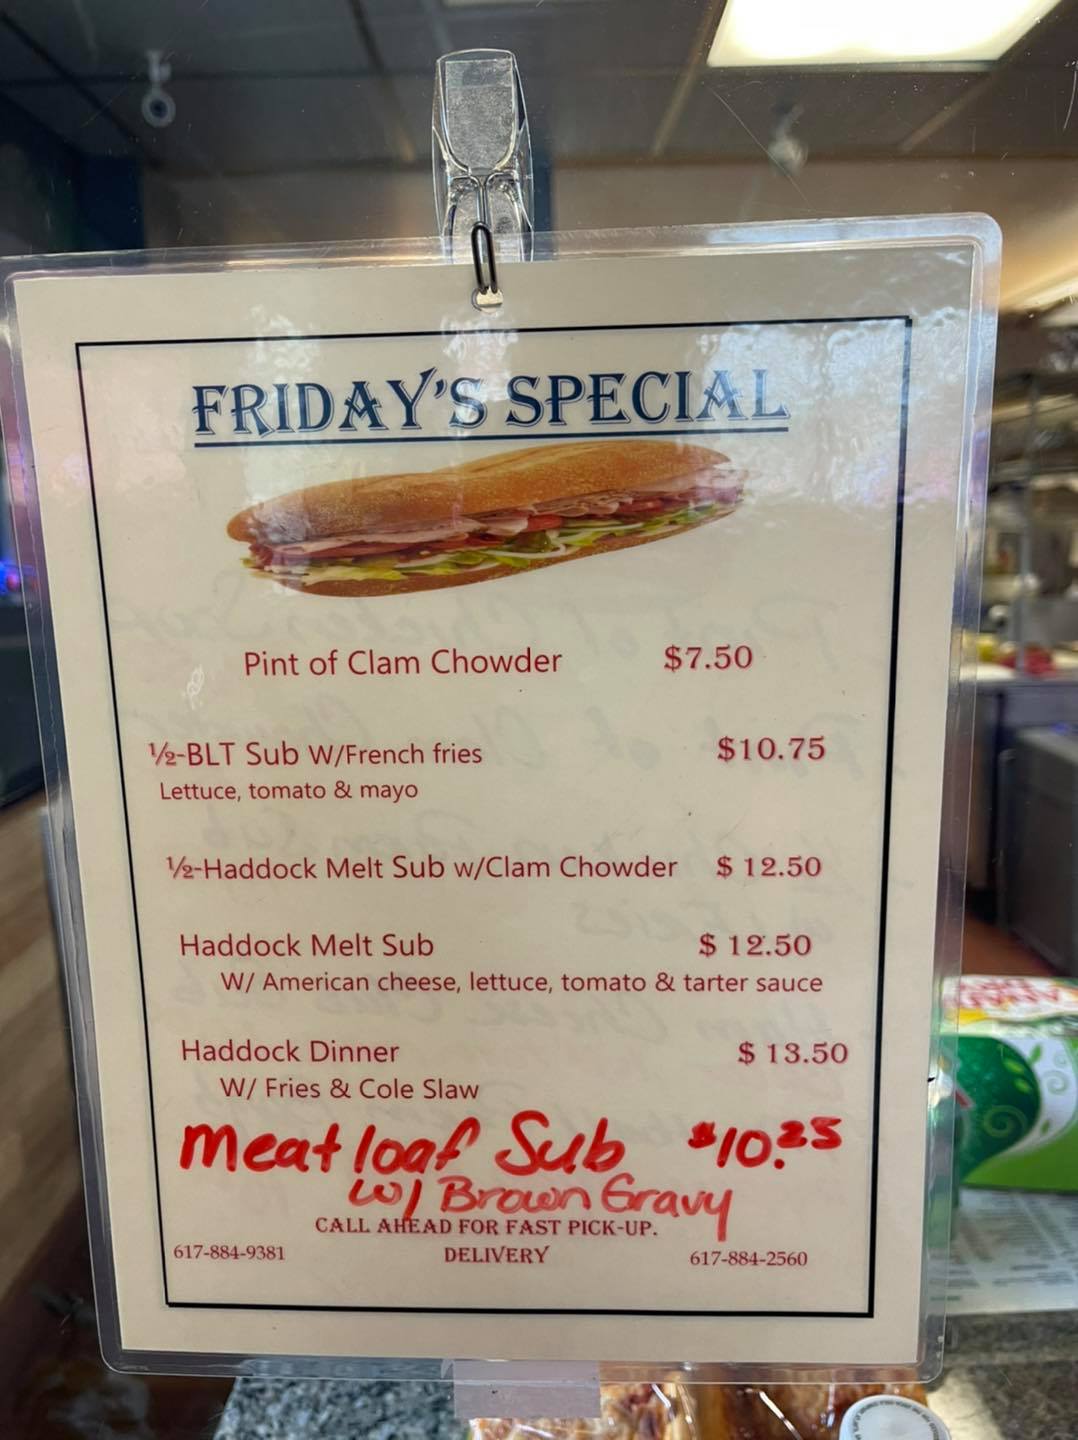 FRIDAY'S SPECIAL
Pint of Clam Chowder $7.50
½-BLT Sub W/French fries $10.75
Lettuce, tomato & mayo
½-Haddock Melt Sub w/Clam Chowder $ 12.50
Haddock Melt Sub $ 12.50
W/ American cheese, lettuce, tomato & tarter sauce
Haddock Dinner $ 13.50
W/ Fries & Cole Slaw
Meatloaf Sub $10.25
w/ Brown Gravy
CALL AHEAD FOR FAST PICK-UP.
617-884-9381 DELIVERY 617-884-2560